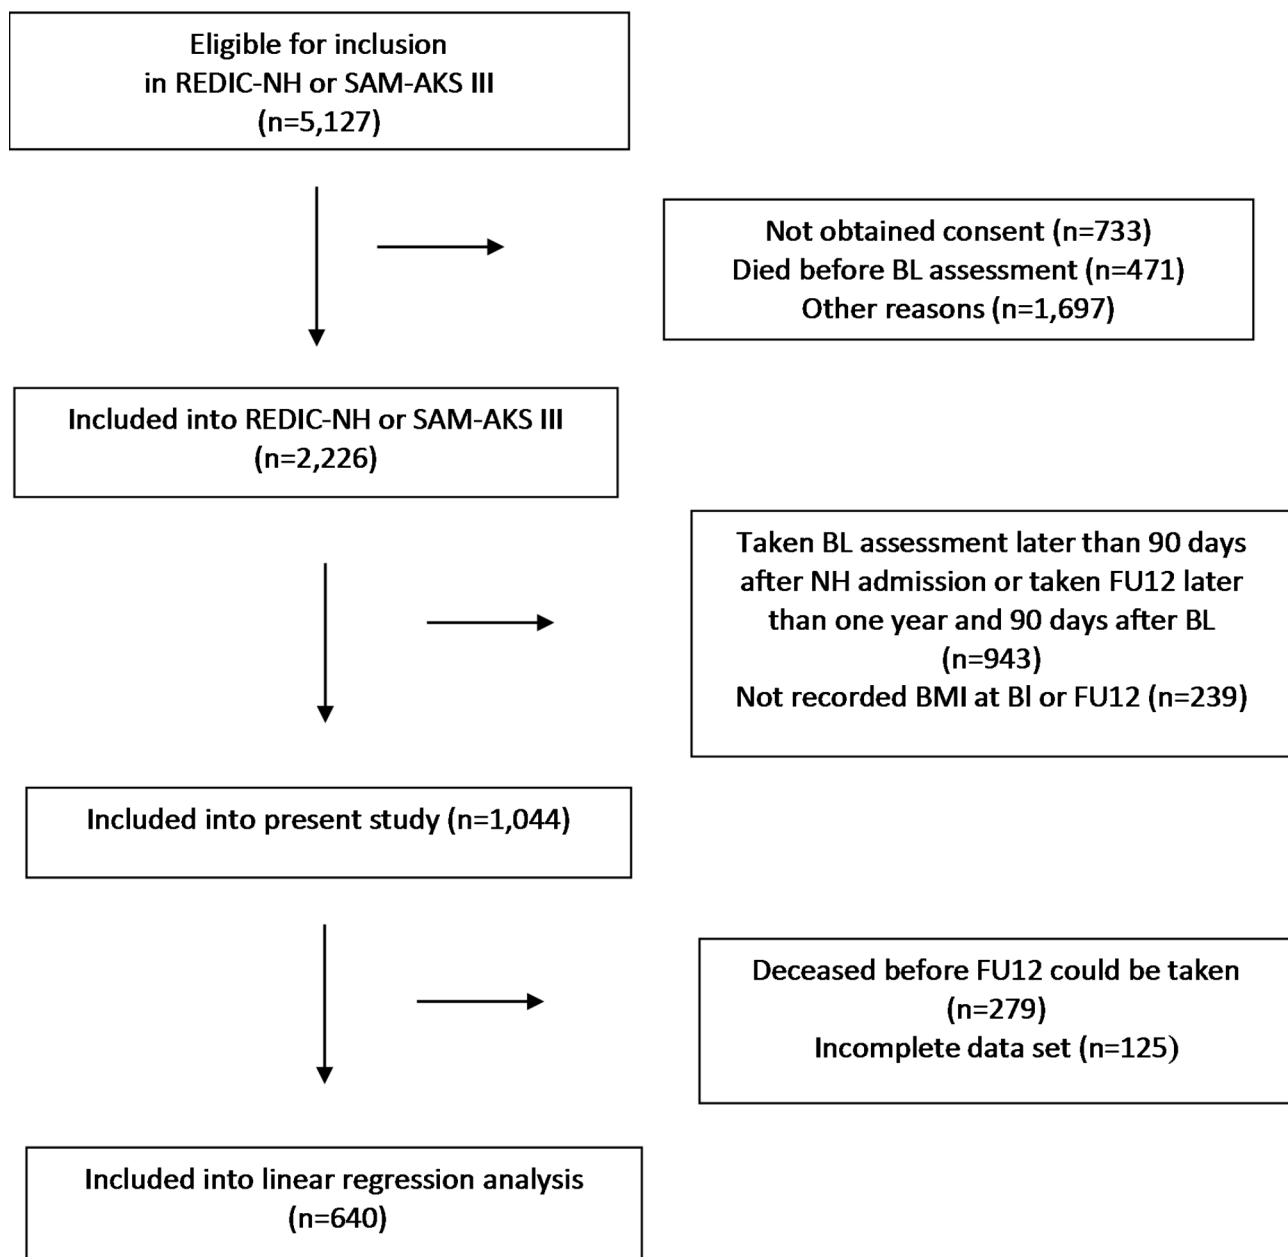 Eligible for inclusion
in REDIC-NH or SAM-AKS III
(n=5,127)
Not obtained consent (n=733)
Died before BL assessment (n=471)
Other reasons (n=1,697)
Included into REDIC-NH or SAM-AKS III
(n=2,226)
Taken BL assessment later than 90 days
after NH admission or taken FU12 later
than one year and 90 days after BL
(n=943)
Not recorded BMI at Bl or FU12 (n=239)
Included into present study (n=1,044)
Deceased before FU12 could be taken
(n=279)
Incomplete data set (n=125)
Included into linear regression analysis
(n=640)